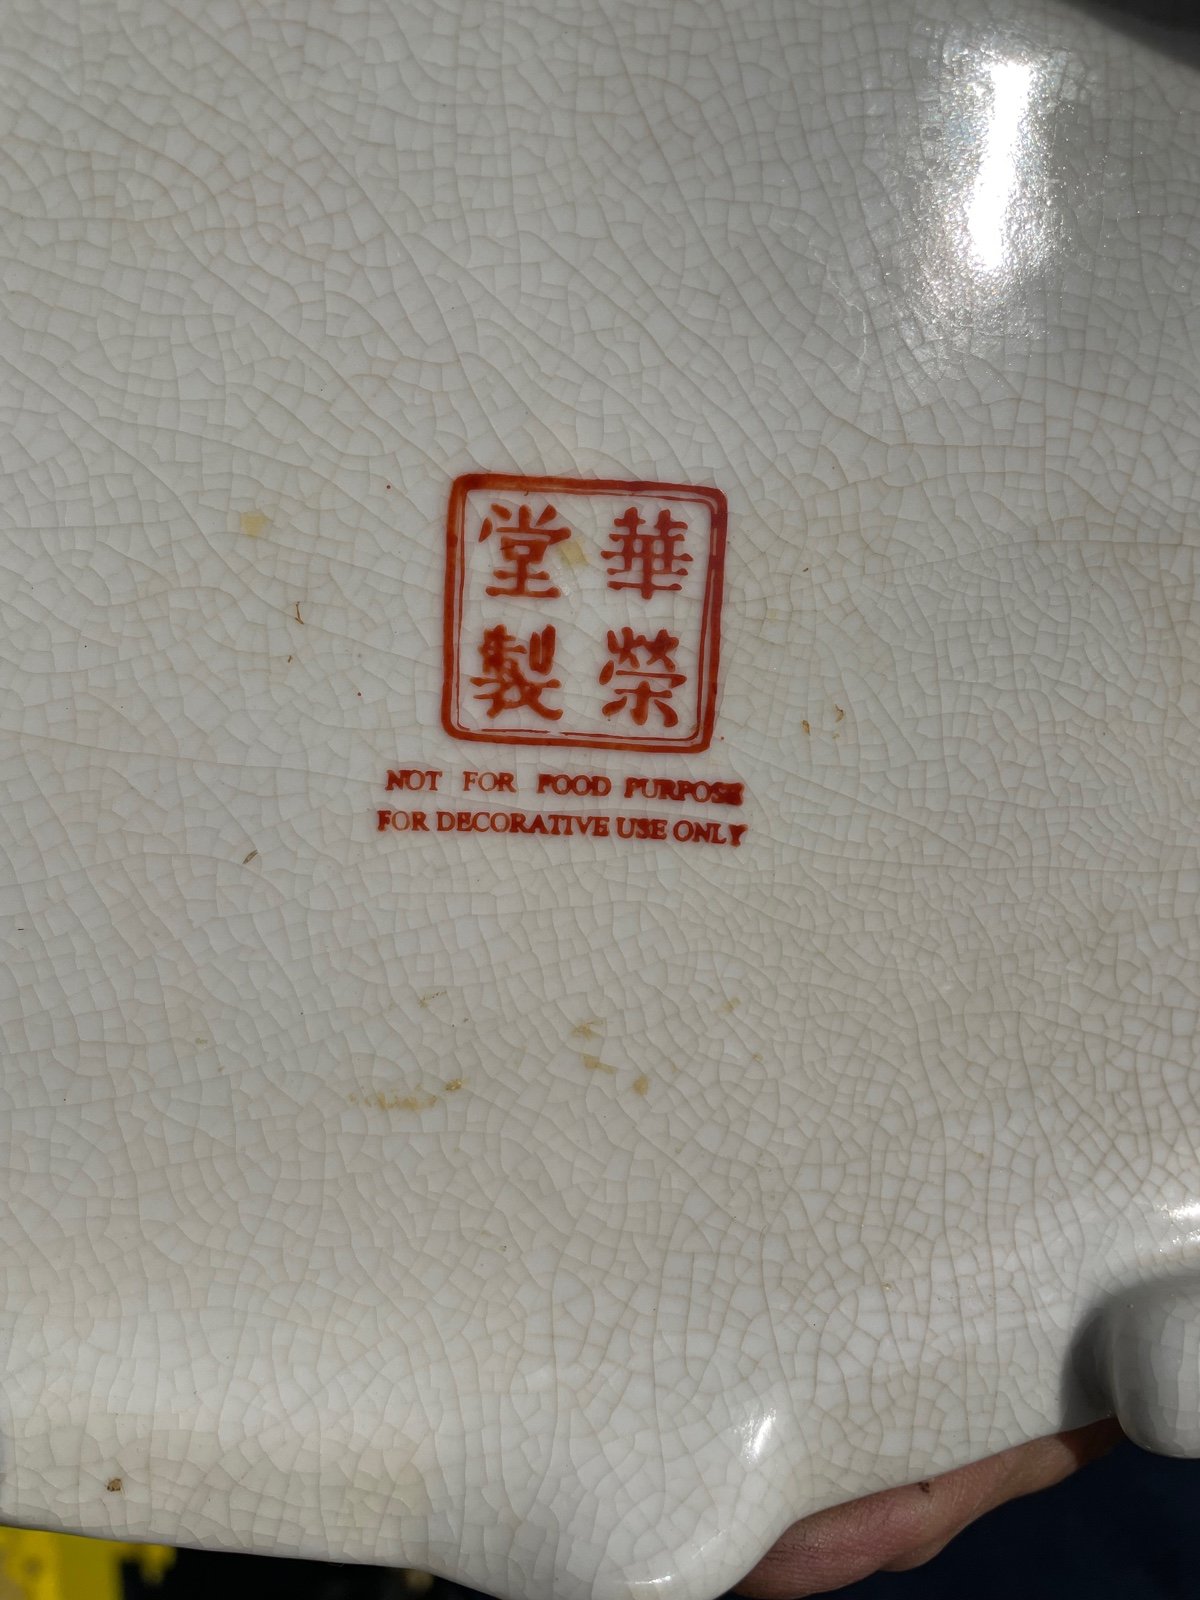 華榮
堂製
NOT FOR FOOD PURPOSE
FOR DECORATIVE USE ONLY